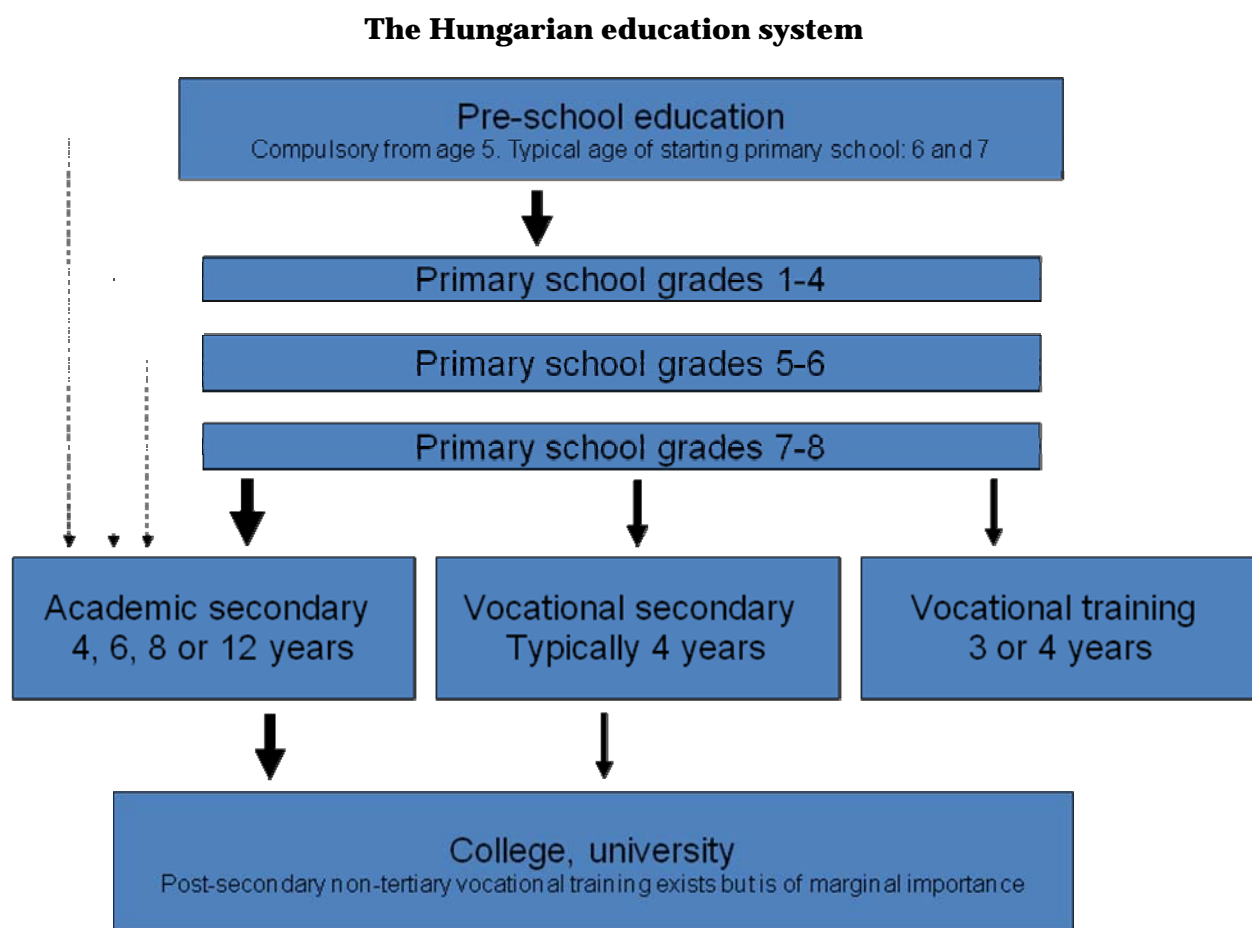 The Hungarian education system
Pre-school education
Compulsory from age 5. Typical age of starting primary school: 6 and 7
Primary school grades 1-4
Primary school grades 5-6
Primary school grades 7-8
Academic secondary
4, 6, 8 or 12 years
Vocational secondary
Typically 4 years
Vocational training
3 or 4 years
College, university
Post-secondary non-tertiary vocational training exists but is of marginal importance